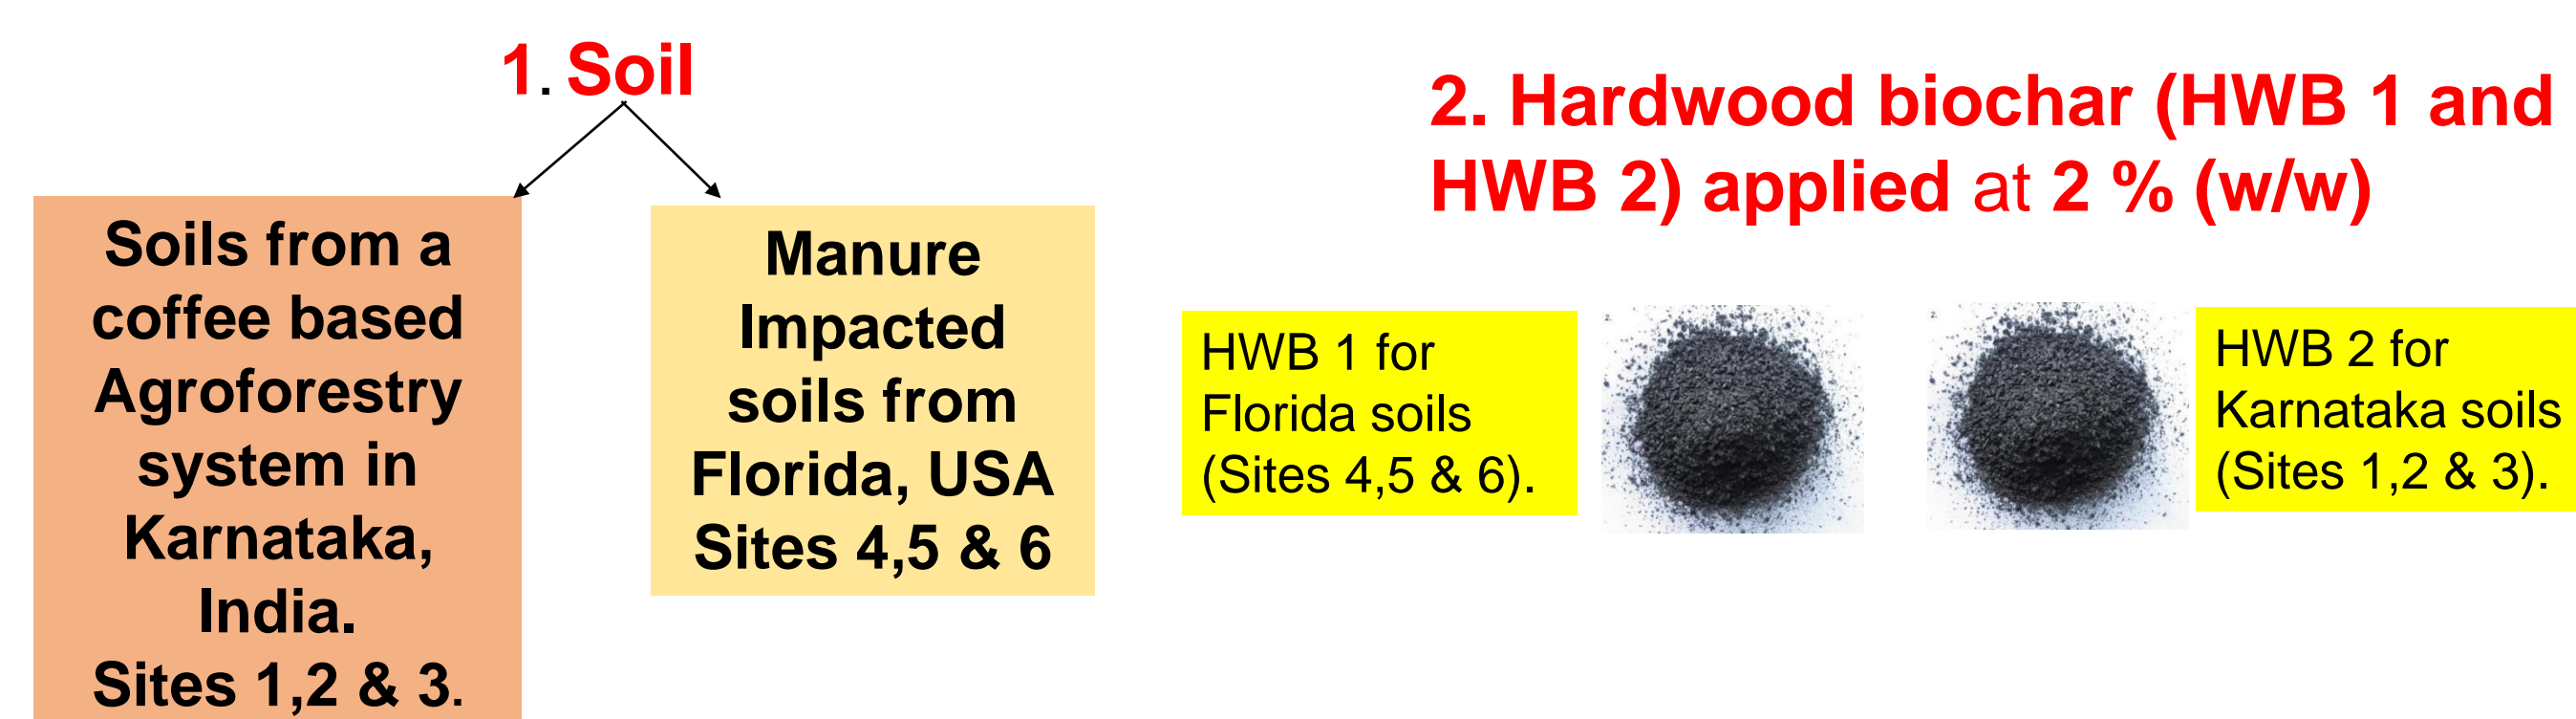 1. Soil
Soils from a
coffee based
Agroforestry
system in
Karnataka,
India.
Sites 1,2 & 3.
Manure
Impacted
soils from
Florida, USA
Sites 4,5 & 6
2. Hardwood biochar (HWB 1 and
HWB 2) applied at 2 % (w/w)
HWB 1 for
Florida soils
(Sites 4,5 & 6).
HWB 2 for
Karnataka soils
(Sites 1,2 & 3).